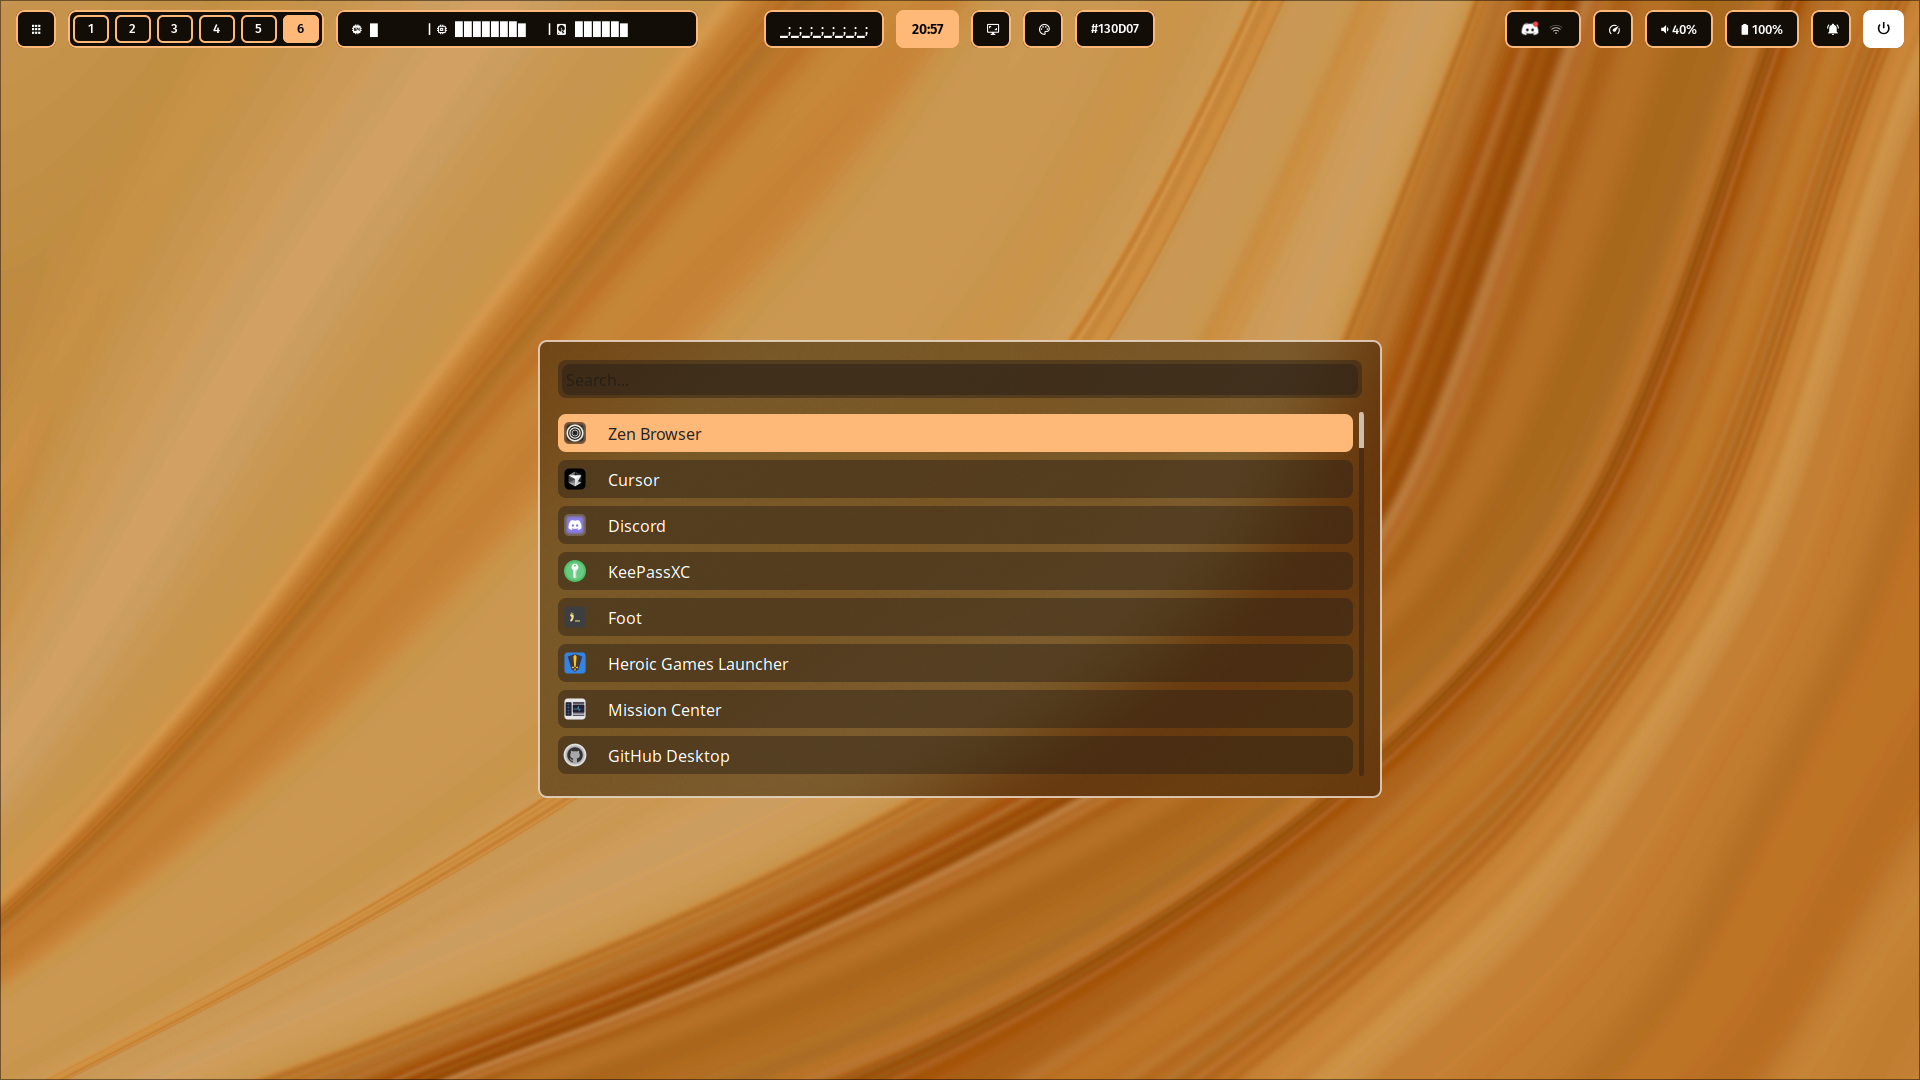 1 2 3 4 5 6
20:57
#130D07
40%
100%
Search...
Zen Browser
Cursor
Discord
KeePassXC
Foot
Heroic Games Launcher
Mission Center
GitHub Desktop